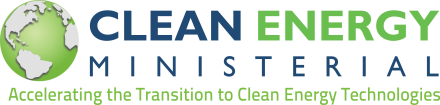 CLEAN ENERGY
MINISTERIAL
Accelerating the Transition to Clean Energy Technologies